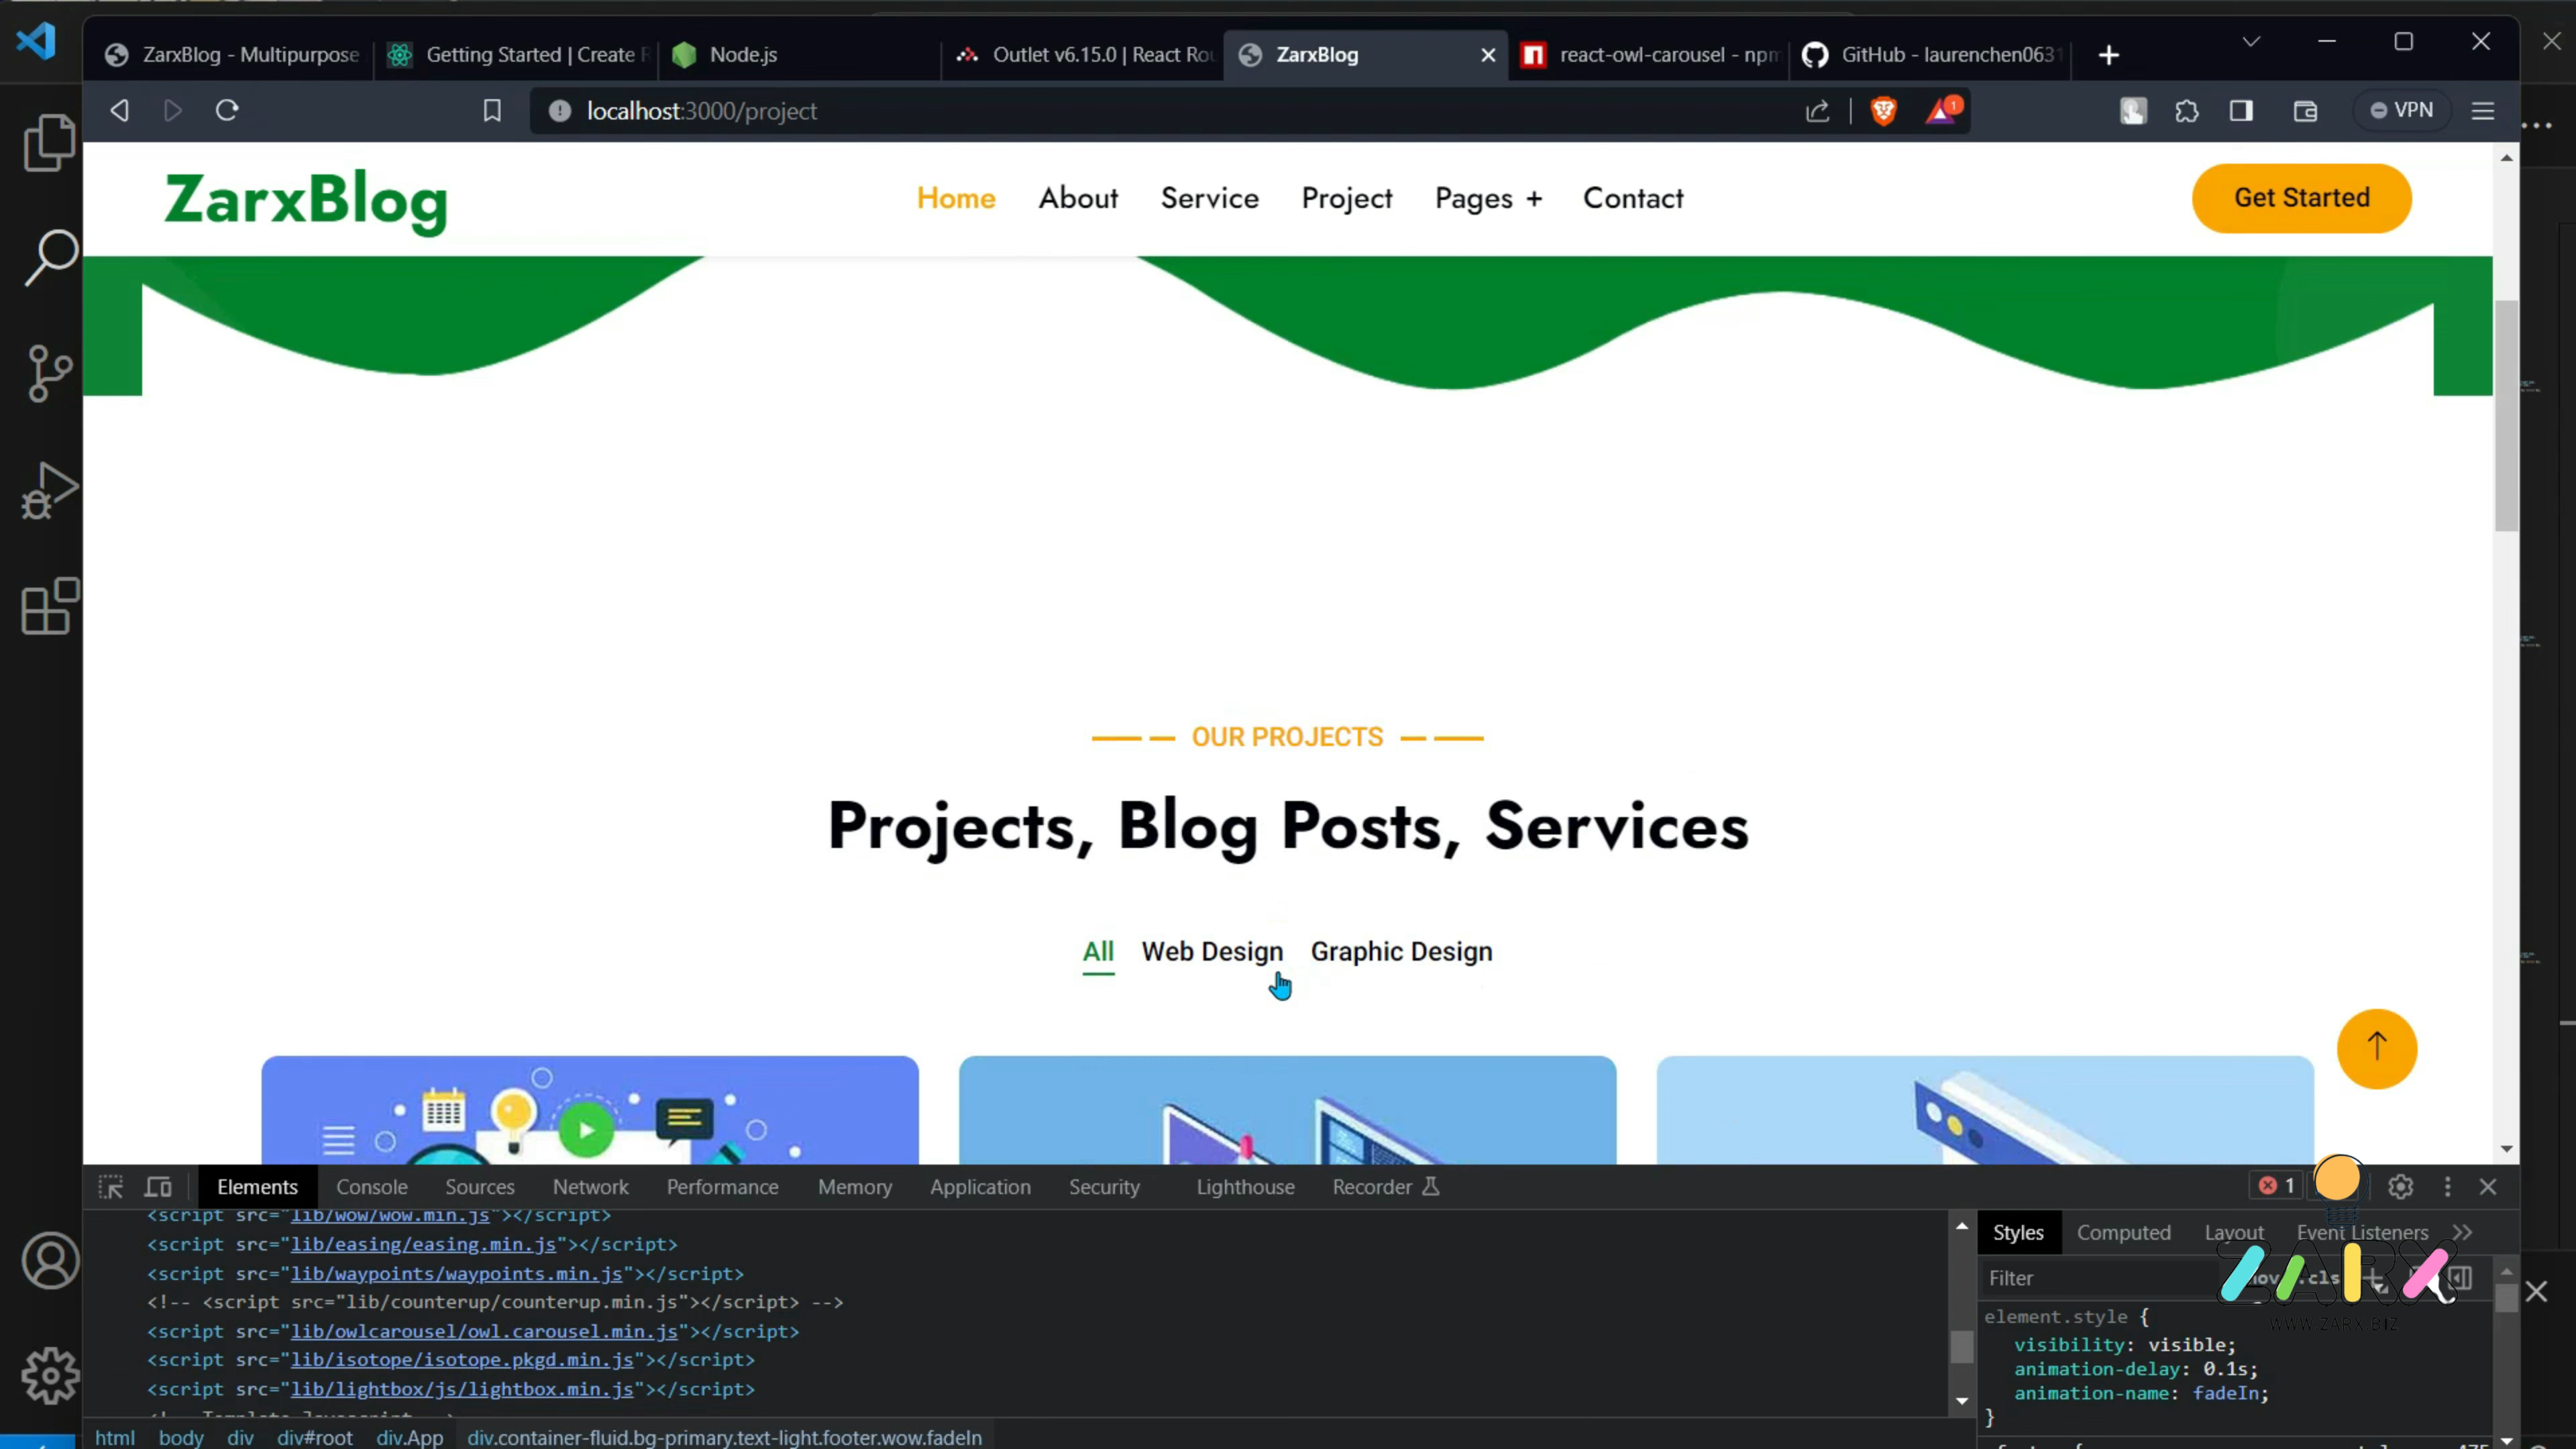 ZarxBlog - Multipurpose
Getting Started | Create R
Node.js
Outlet v6.15.0 | React Rou
ZarxBlog
react-owl-carousel - npm
GitHub - laurenchen0631
localhost:3000/project
1
VPN
ZarxBlog
Home
About
Service
Project
Pages +
Contact
Get Started
OUR PROJECTS
Projects, Blog Posts, Services
All
Web Design
Graphic Design
Elements
Console
Sources
Network
Performance
Memory
Application
Security
Lighthouse
Recorder
1
<script src="lib/wow/wow.min.js"></script>
<script src="lib/easing/easing.min.js"></script>
<script src="lib/waypoints/waypoints.min.js"></script>
<!-- <script src="lib/counterup/counterup.min.js"></script> -->
<script src="lib/owlcarousel/owl.carousel.min.js"></script>
<script src="lib/isotope/isotope.pkgd.min.js"></script>
<script src="lib/lightbox/js/lightbox.min.js"></script>
html
body
div
div#root
div.App
div.container-fluid.bg-primary.text-light.footer.wow.fadeIn
Styles
Computed
Layout
Event Listeners
Filter
.cls
ZARX
WWW.ZARX.BIZ
element.style {
visibility: visible;
animation-delay: 0.1s;
animation-name: fadeIn;
}